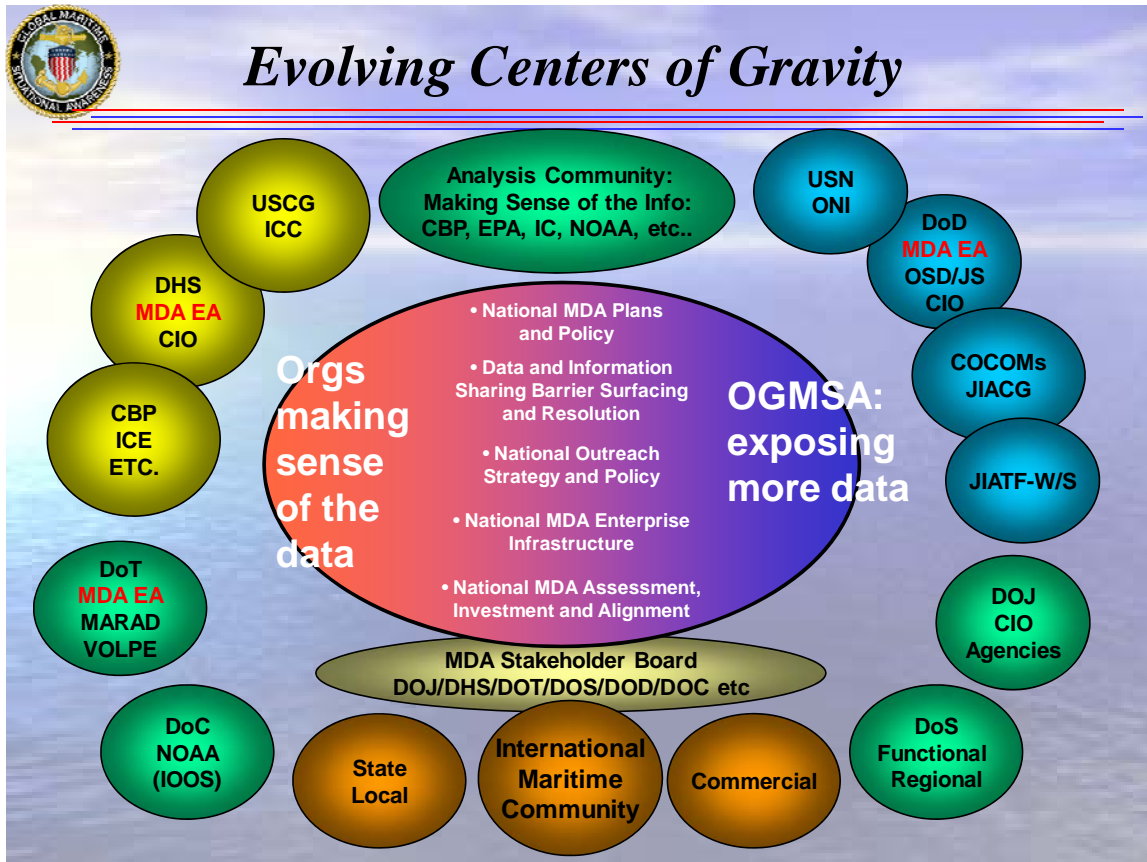 GLOBAL MARITIME
SITUATIONAL AWARENESS
Evolving Centers of Gravity
Analysis Community:
Making Sense of the Info:
CBP, EPA, IC, NOAA, etc..
USCG
ICC
DHS
MDA EA
CIO
CBP
ICE
ETC.
USN
ONI
DoD
MDA EA
OSD/JS
CIO
COCOMs
JIACG
JIATF-W/S
Orgs
making
sense
of the
data
• National MDA Plans
and Policy
• Data and Information
Sharing Barrier Surfacing
and Resolution
• National Outreach
Strategy and Policy
• National MDA Enterprise
Infrastructure
• National MDA Assessment,
Investment and Alignment
OGMSA:
exposing
more data
DoT
MDA EA
MARAD
VOLPE
DOJ
CIO
Agencies
MDA Stakeholder Board
DOJ/DHS/DOT/DOS/DOD/DOC etc
DoC
NOAA
(IOOS)
State
Local
International
Maritime
Community
Commercial
DoS
Functional
Regional